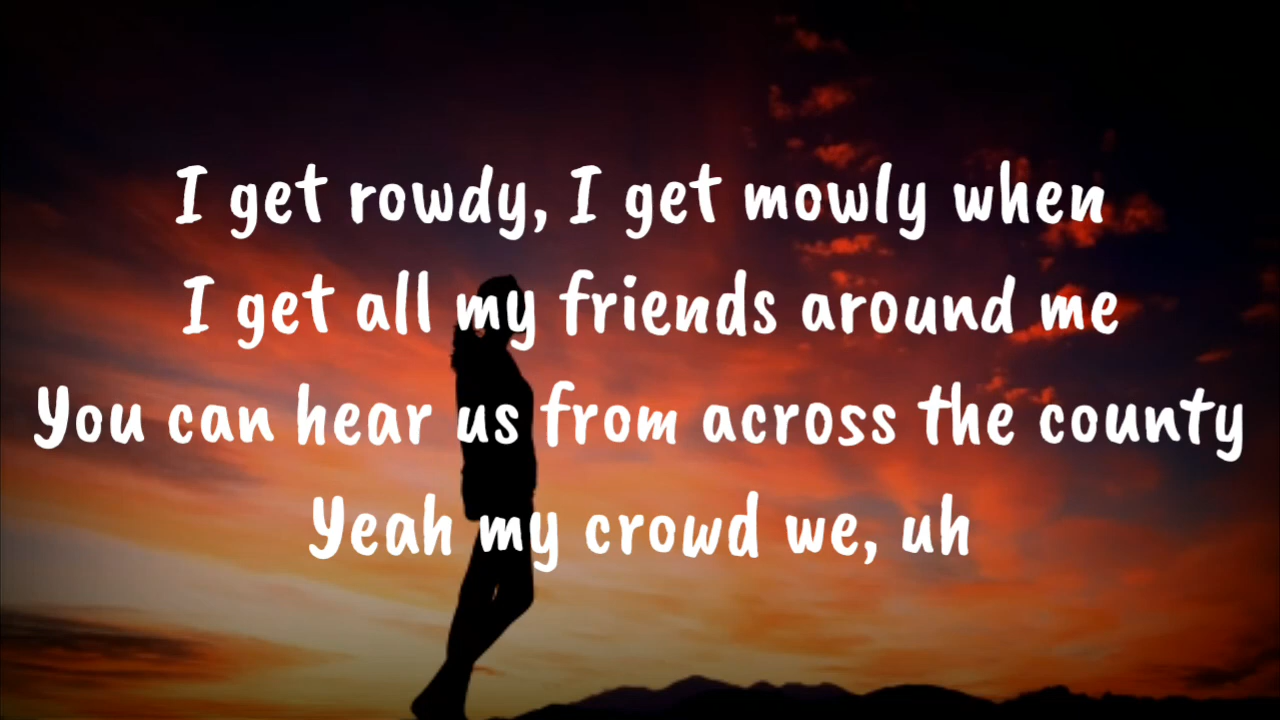 I get rowdy, I get mowly when
I get all my friends around me
You can hear us from across the county
Yeah my crowd we, uh